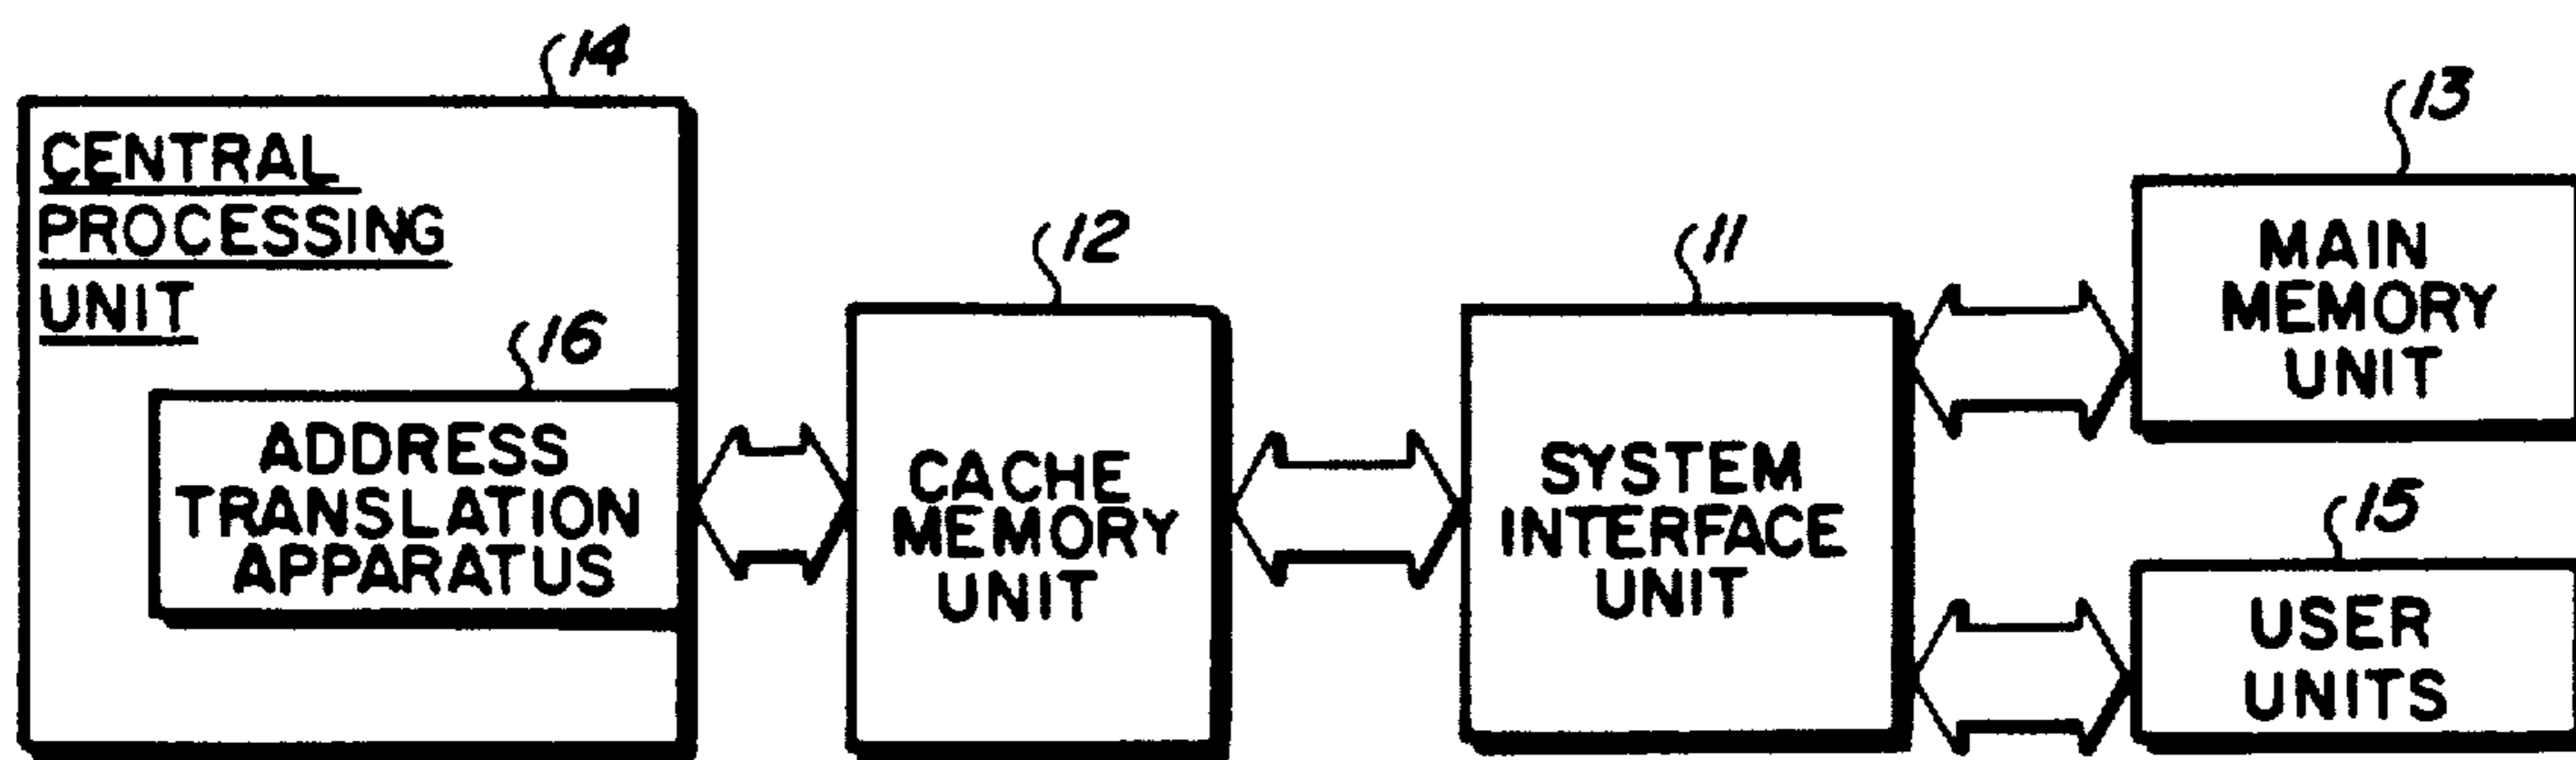 14
CENTRAL
PROCESSING
UNIT
16
ADDRESS
TRANSLATION
APPARATUS
12
CACHE
MEMORY
UNIT
11
SYSTEM
INTERFACE
UNIT
13
MAIN
MEMORY
UNIT
15
USER
UNITS